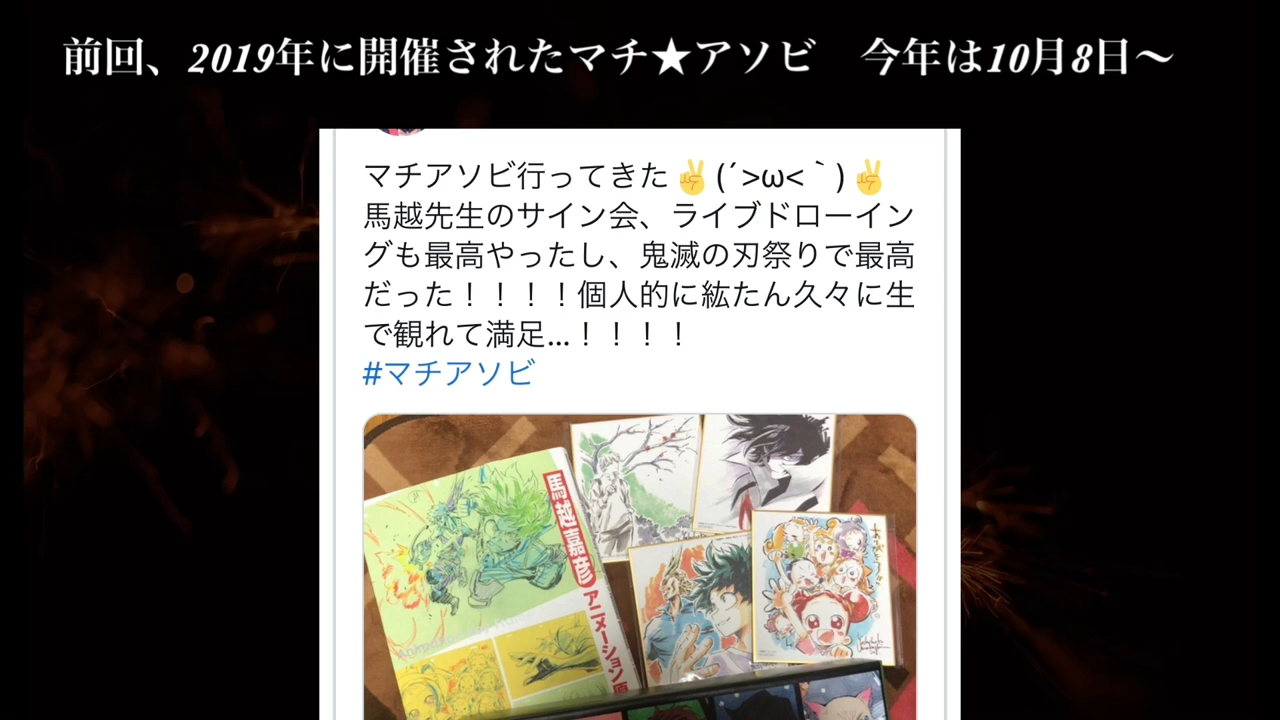 前回、2019年に開催されたマチ★アソビ　今年は10月8日～
マチアソビ行ってきた✌️(´>ω<｀)✌️
馬越先生のサイン会、ライブドローイン
グも最高やったし、鬼滅の刃祭りで最高
だった！！！！個人的に紘たん久々に生
で観れて満足...！！！！
#マチアソビ
馬越嘉彦 アニメーション原
ありがとう!!